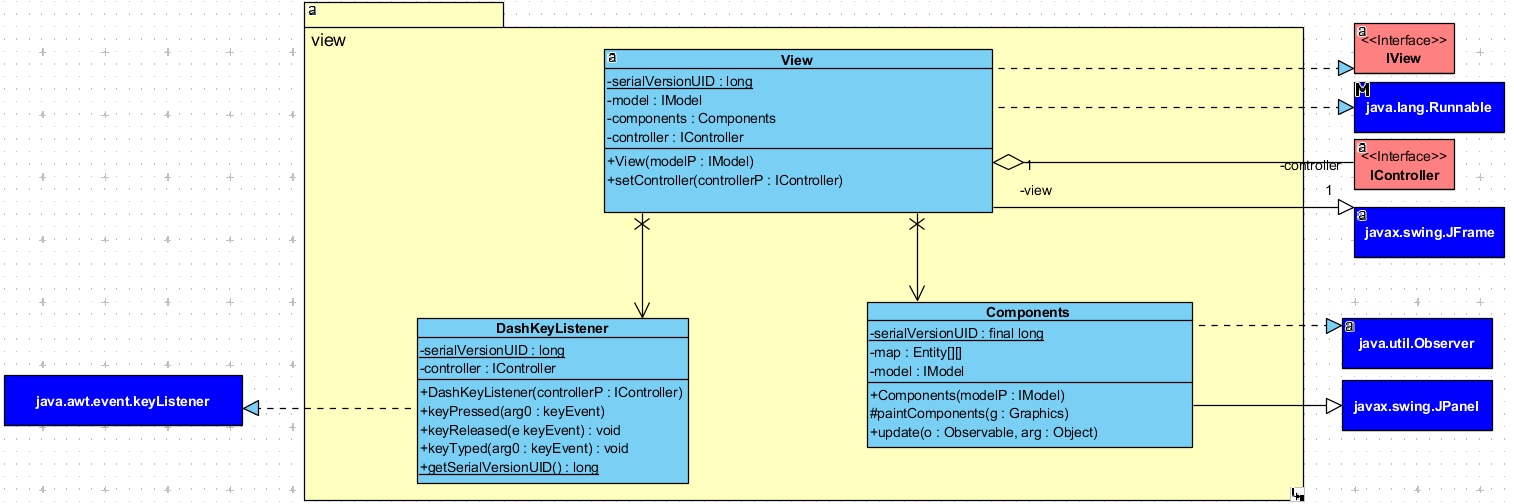 a
view
a
View
-serialVersionUID : long
-model : IModel
-components : Components
-controller : IController
+View(modelP : IModel)
+setController(controllerP : IController)
a
<<Interface>>
IView
M
java.lang.Runnable
a
<<Interface>>
IController
1
-controller
-view
1
a
javax.swing.JFrame
DashKeyListener
-serialVersionUID : long
-controller : IController
+DashKeyListener(controllerP : IController)
+keyPressed(arg0 : keyEvent)
+keyReleased(e keyEvent) : void
+keyTyped(arg0 : keyEvent) : void
+getSerialVersionUID() : long
java.awt.event.keyListener
Components
-serialVersionUID : final long
-map : Entity[][]
-model : IModel
+Components(modelP : IModel)
#paintComponents(g : Graphics)
+update(o : Observable, arg : Object)
a
java.util.Observer
javax.swing.JPanel